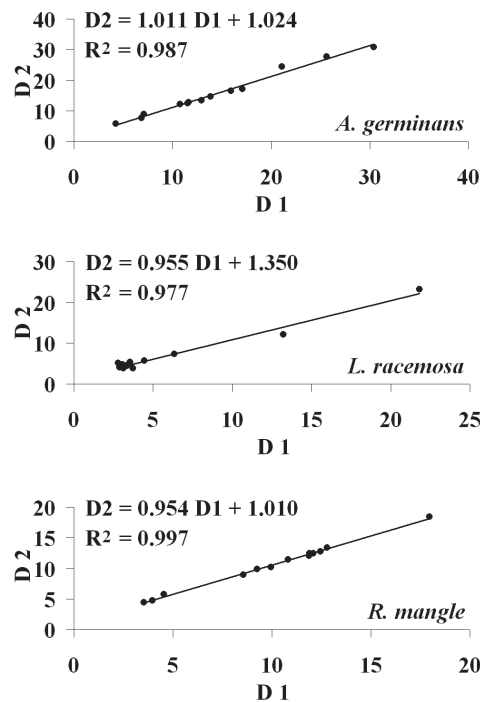 D2 = 1.011 D1 + 1.024
R² = 0.987
40
30
20
10
0
D 2
A. germinans
0 10 20 30 40
D 1
D2 = 0.955 D1 + 1.350
R² = 0.977
30
20
10
0
D 2
L. racemosa
0 5 10 15 20 25
D 1
D2 = 0.954 D1 + 1.010
R² = 0.997
20
15
10
5
0
D 2
R. mangle
0 5 10 15 20
D 1